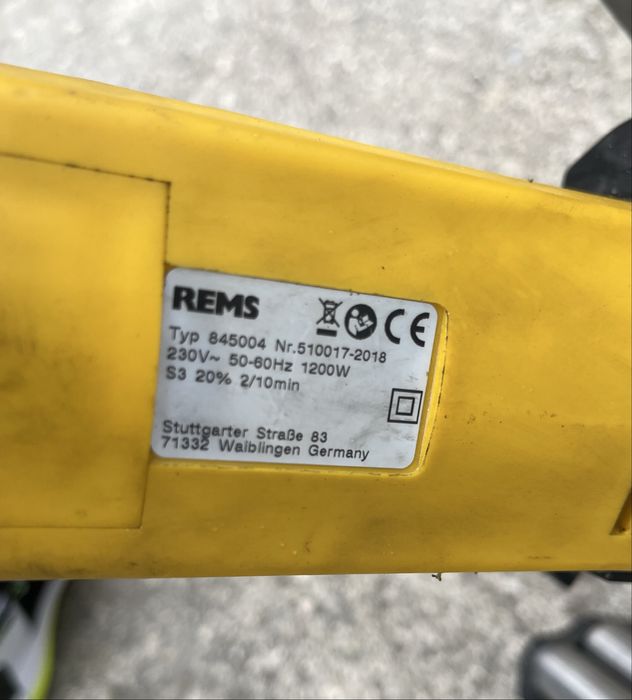 REMS
CE
Typ 845004 Nr.510017-2018
230V~ 50-60Hz 1200W
S3 20% 2/10min
Stuttgarter Straße 83
71332 Waiblingen Germany